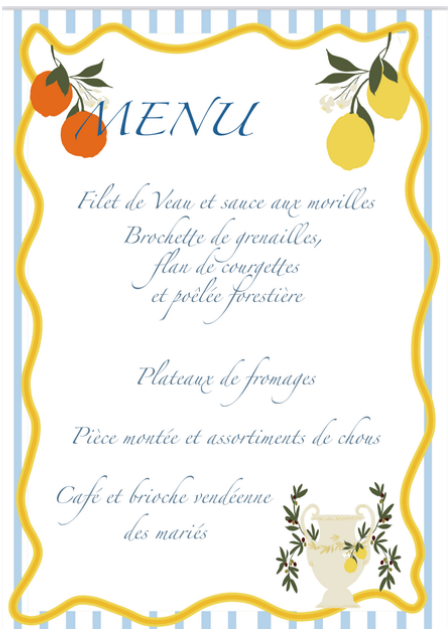 MENU
Filet de Veau et sauce aux morilles
Brochette de grenailles,
flan de courgettes
et poêlée forestière
Plateaux de fromages
Pièce montée et assortiments de chous
Café et brioche vendéenne
des mariés